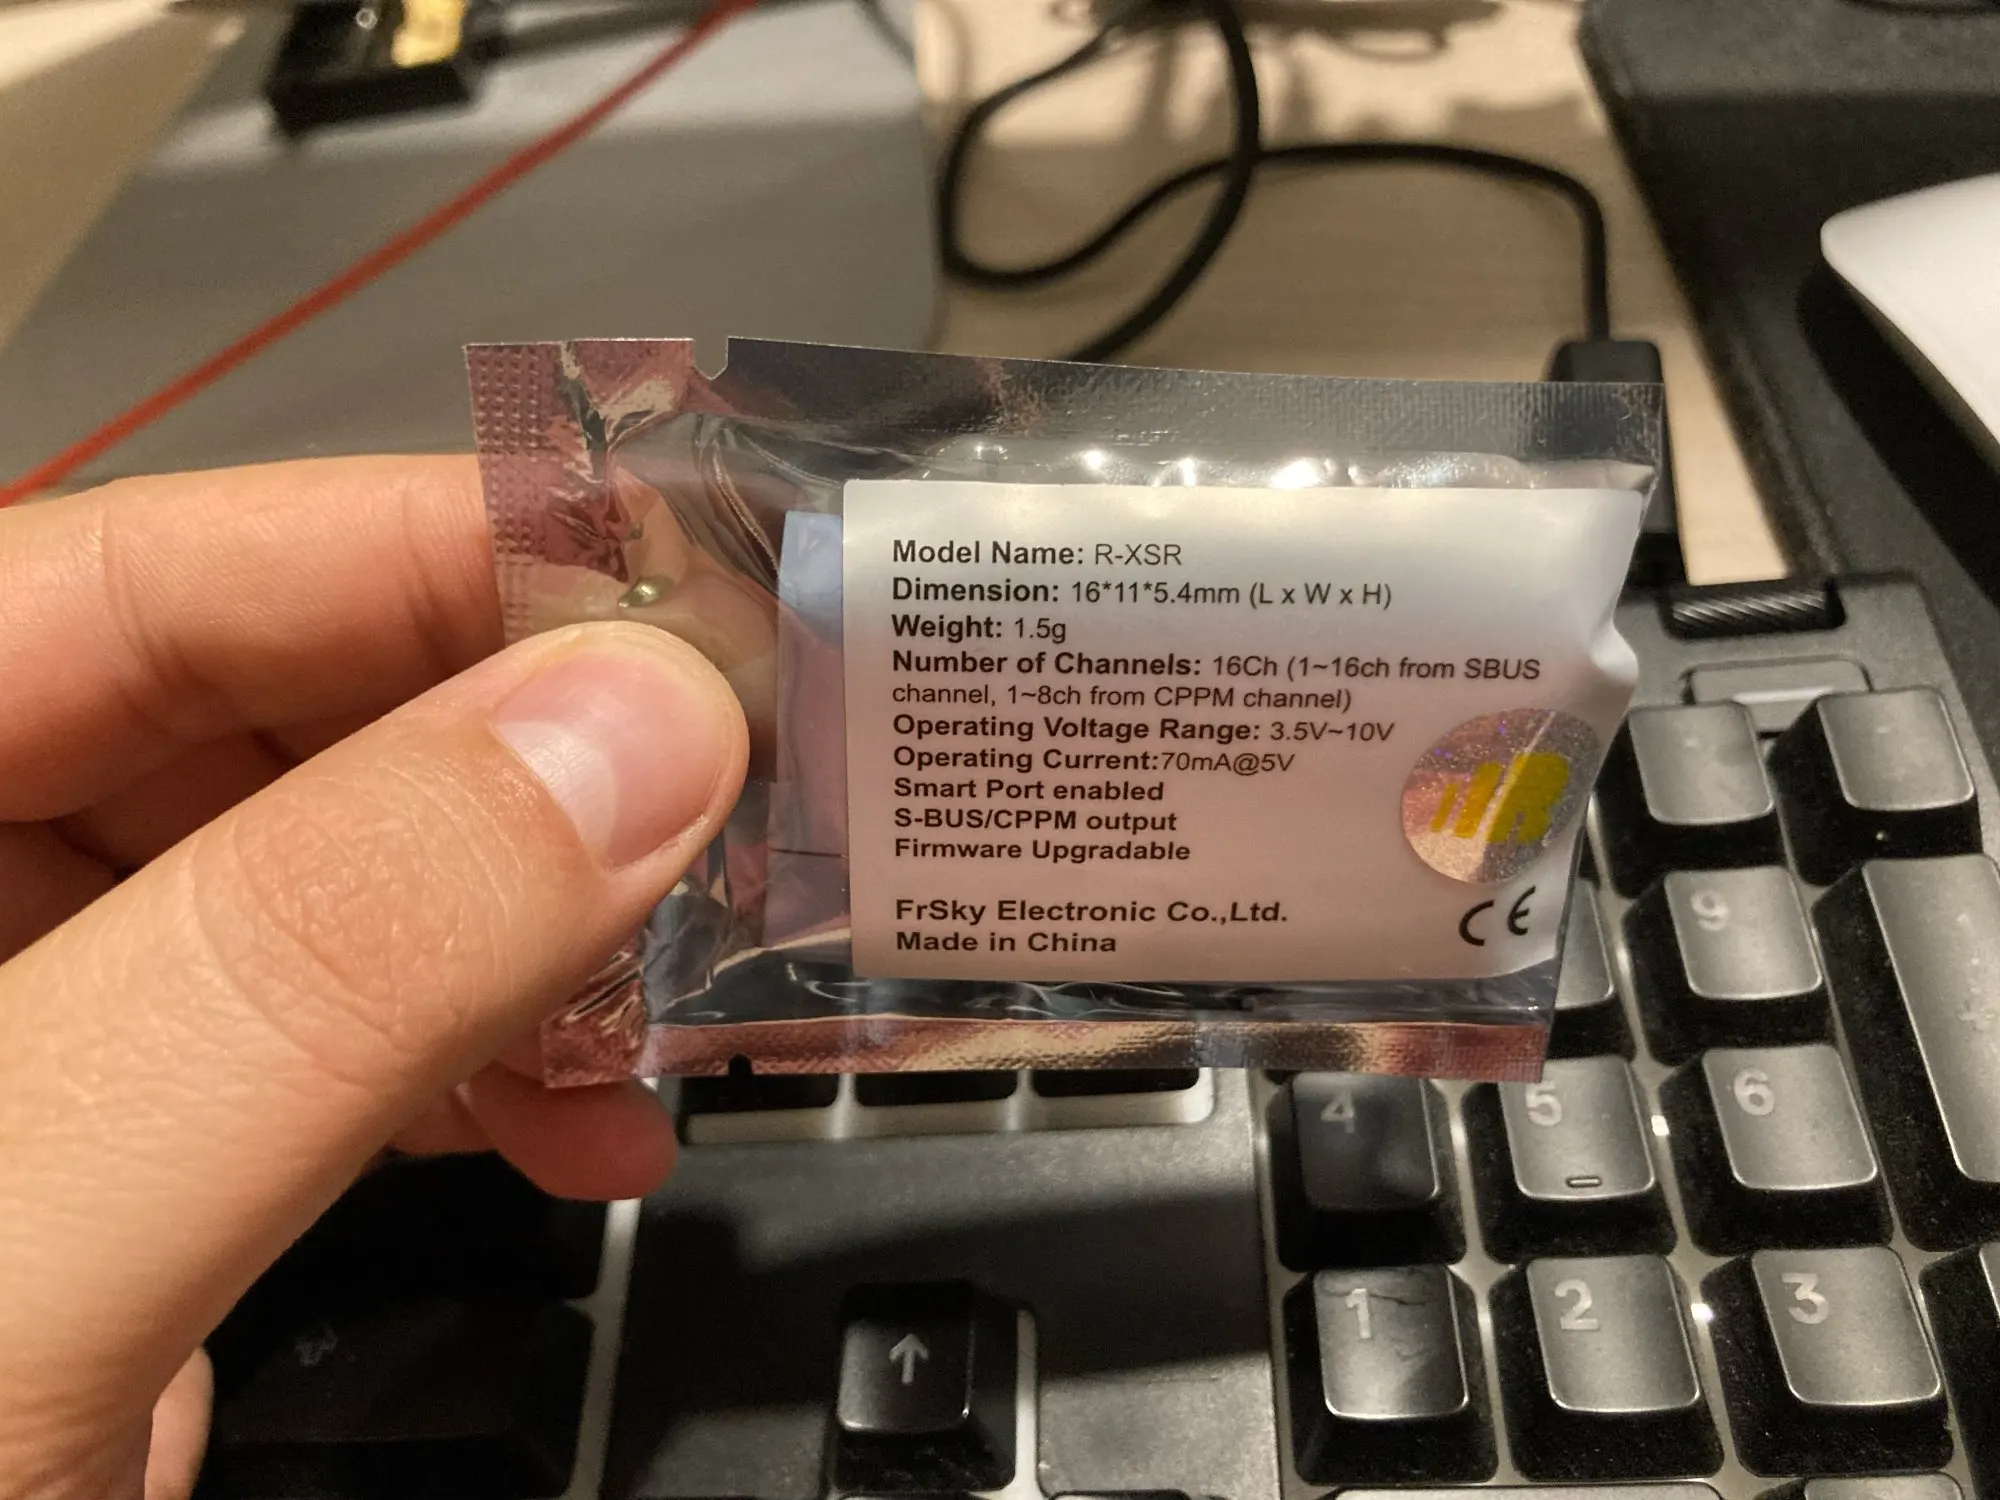 Model Name: R-XSR
Dimension: 16*11*5.4mm (L x W x H)
Weight: 1.5g
Number of Channels: 16Ch (1~16ch from SBUS
channel, 1~8ch from CPPM channel)
Operating Voltage Range: 3.5V~10V
Operating Current:70mA@5V
Smart Port enabled
S-BUS/CPPM output
Firmware Upgradable
FrSky Electronic Co.,Ltd.
Made in China
CE
9
4
5
6
1
2
3